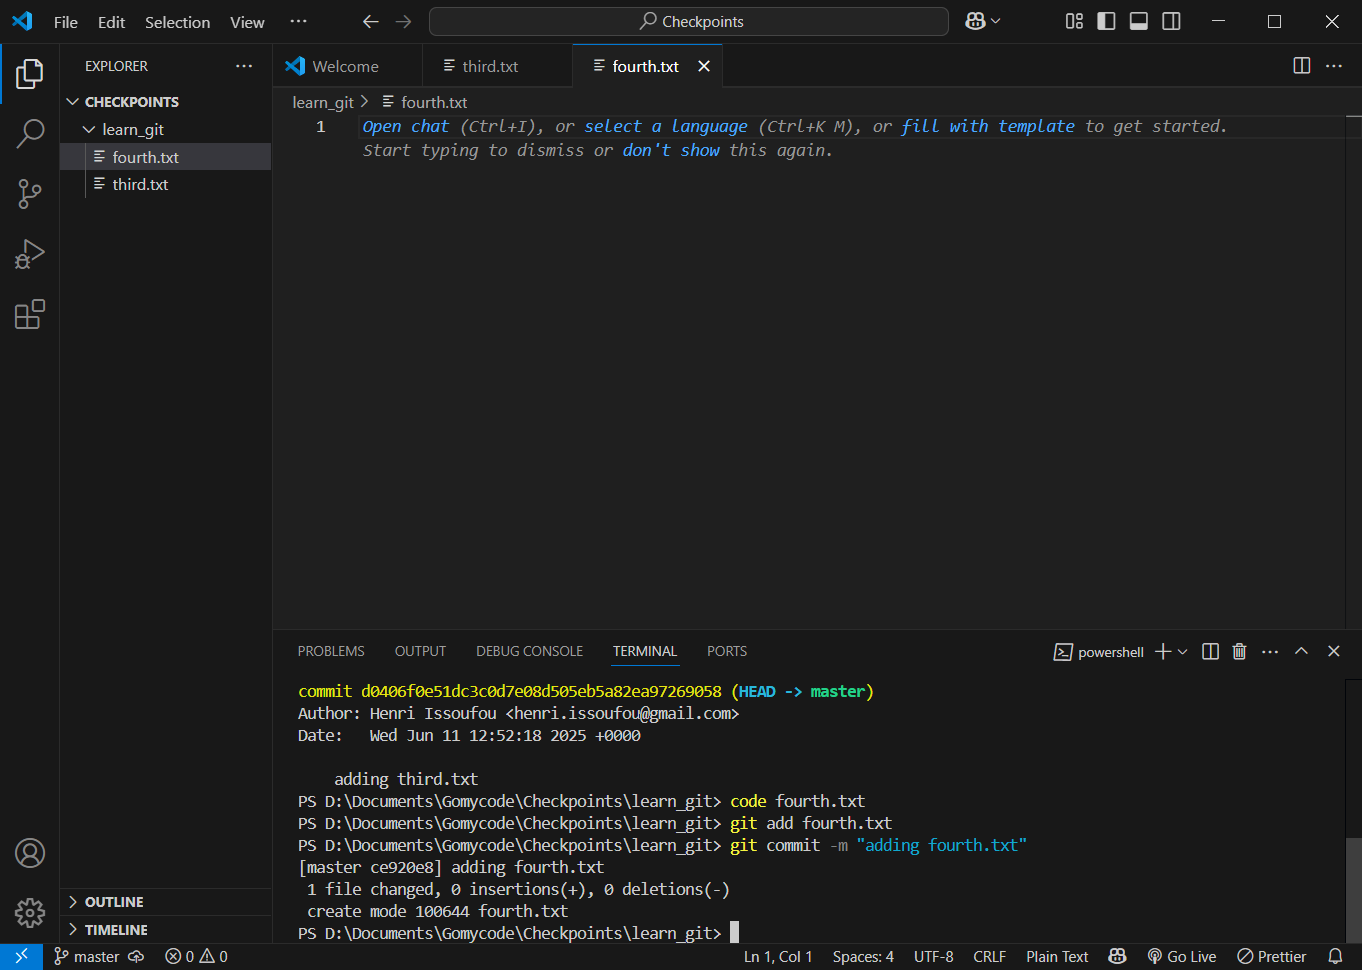 File Edit Selection View ···
Checkpoints
EXPLORER ···
CHECKPOINTS
learn_git
fourth.txt
third.txt
OUTLINE
TIMELINE
Welcome third.txt fourth.txt
learn_git > fourth.txt
1 Open chat (Ctrl+I), or select a language (Ctrl+K M), or fill with template to get started.
Start typing to dismiss or don't show this again.
PROBLEMS OUTPUT DEBUG CONSOLE TERMINAL PORTS powershell
commit d0406f0e51dc3c0d7e08d505eb5a82ea97269058 (HEAD -> master)
Author: Henri Issoufou <henri.issoufou@gmail.com>
Date:   Wed Jun 11 12:52:18 2025 +0000
adding third.txt
PS D:\Documents\Gomycode\Checkpoints\learn_git> code fourth.txt
PS D:\Documents\Gomycode\Checkpoints\learn_git> git add fourth.txt
PS D:\Documents\Gomycode\Checkpoints\learn_git> git commit -m "adding fourth.txt"
[master ce920e8] adding fourth.txt
1 file changed, 0 insertions(+), 0 deletions(-)
create mode 100644 fourth.txt
PS D:\Documents\Gomycode\Checkpoints\learn_git>
master 0 0 Ln 1, Col 1 Spaces: 4 UTF-8 CRLF Plain Text Go Live Prettier